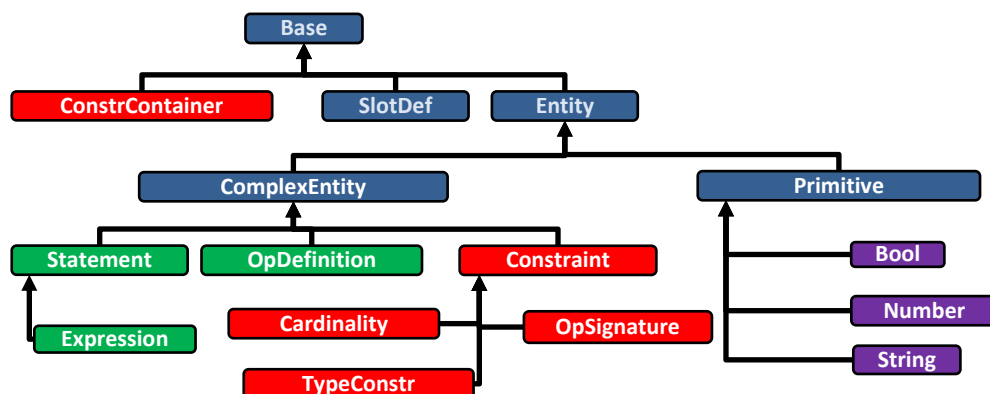 Base
ConstrContainer
SlotDef
Entity
ComplexEntity
Primitive
Statement
OpDefinition
Constraint
Bool
Cardinality
OpSignature
Number
Expression
String
TypeConstr